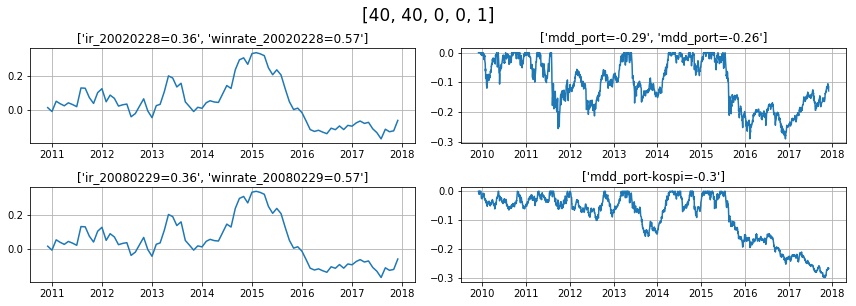 [40, 40, 0, 0, 1]
['ir_20020228=0.36', 'winrate_20020228=0.57']
0.2
0.0
2011 2012 2013 2014 2015 2016 2017 2018
['mdd_port=-0.29', 'mdd_port=-0.26']
0.0
−0.1
−0.2
−0.3
2010 2011 2012 2013 2014 2015 2016 2017 2018
['ir_20080229=0.36', 'winrate_20080229=0.57']
0.2
0.0
2011 2012 2013 2014 2015 2016 2017 2018
['mdd_port-kospi=-0.3']
0.0
−0.1
−0.2
−0.3
2010 2011 2012 2013 2014 2015 2016 2017 2018